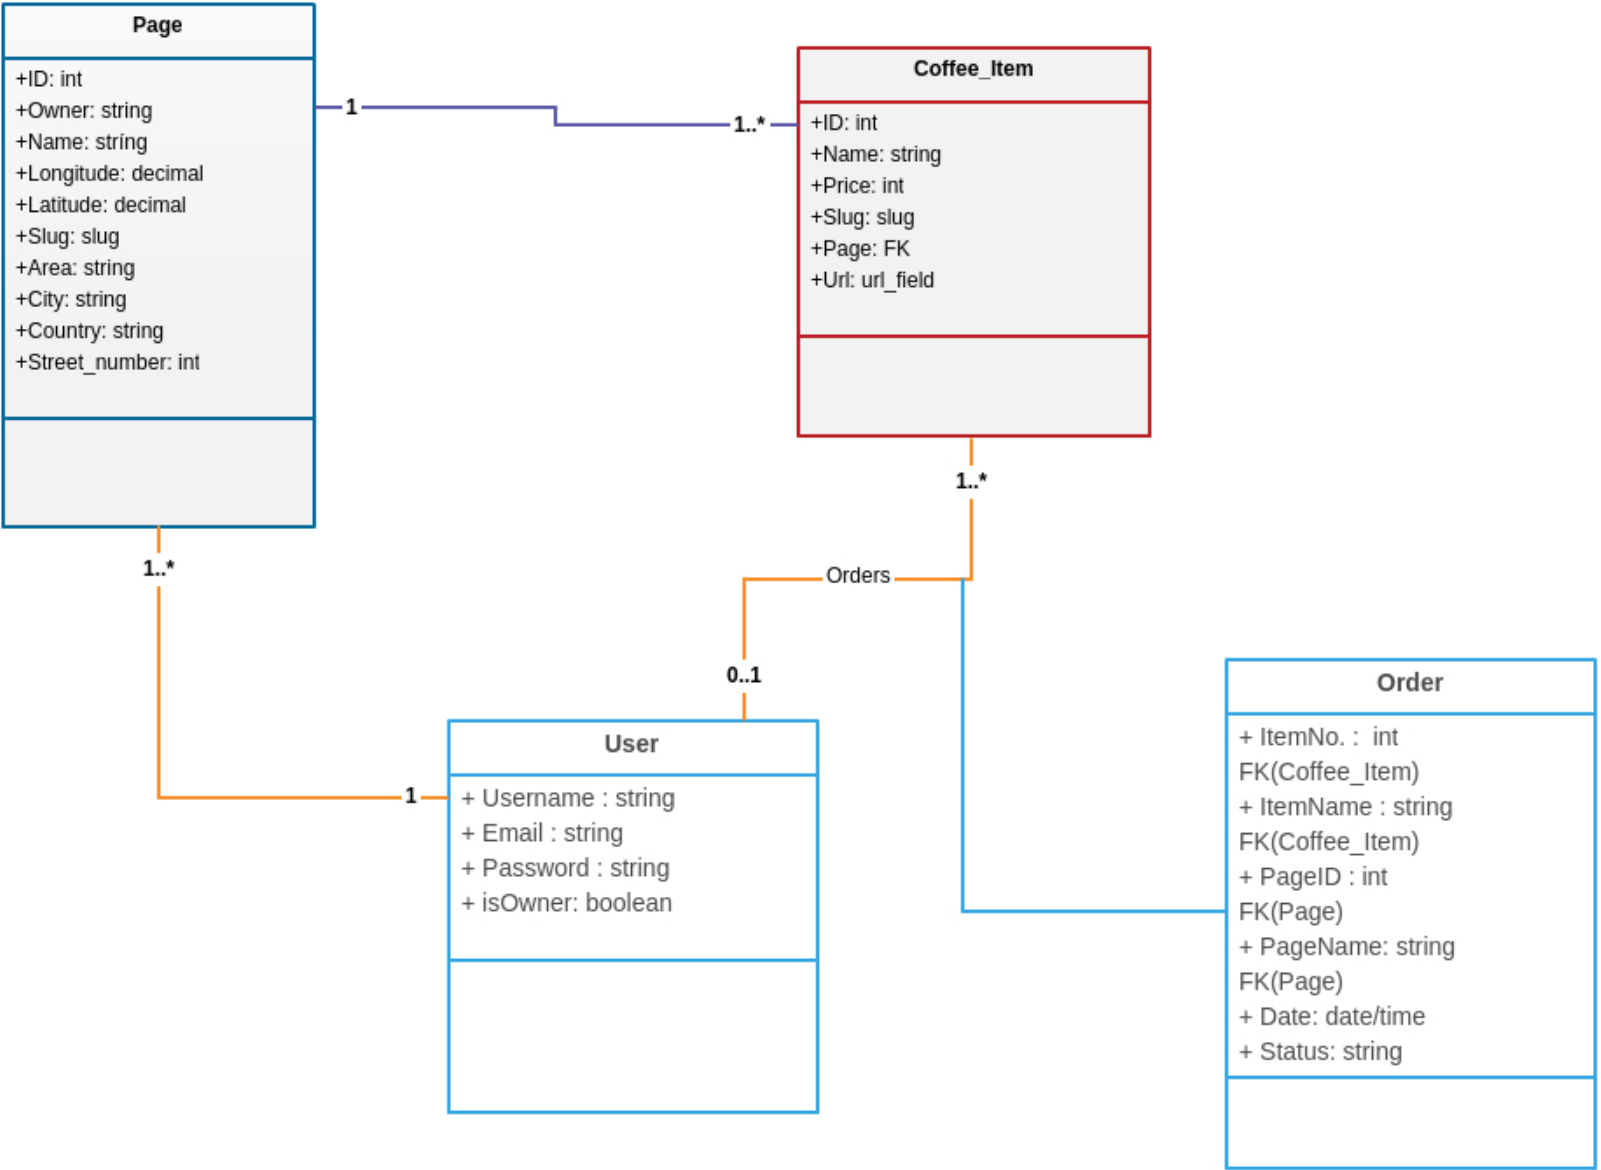 Page
+ID: int
+Owner: string
+Name: string
+Longitude: decimal
+Latitude: decimal
+Slug: slug
+Area: string
+City: string
+Country: string
+Street_number: int
1
1..*
Coffee_Item
+ID: int
+Name: string
+Price: int
+Slug: slug
+Page: FK
+Url: url_field
1..*
Orders
0..1
1..*
1
User
+ Username : string
+ Email : string
+ Password : string
+ isOwner: boolean
Order
+ ItemNo. :  int
FK(Coffee_Item)
+ ItemName : string
FK(Coffee_Item)
+ PageID : int
FK(Page)
+ PageName: string
FK(Page)
+ Date: date/time
+ Status: string